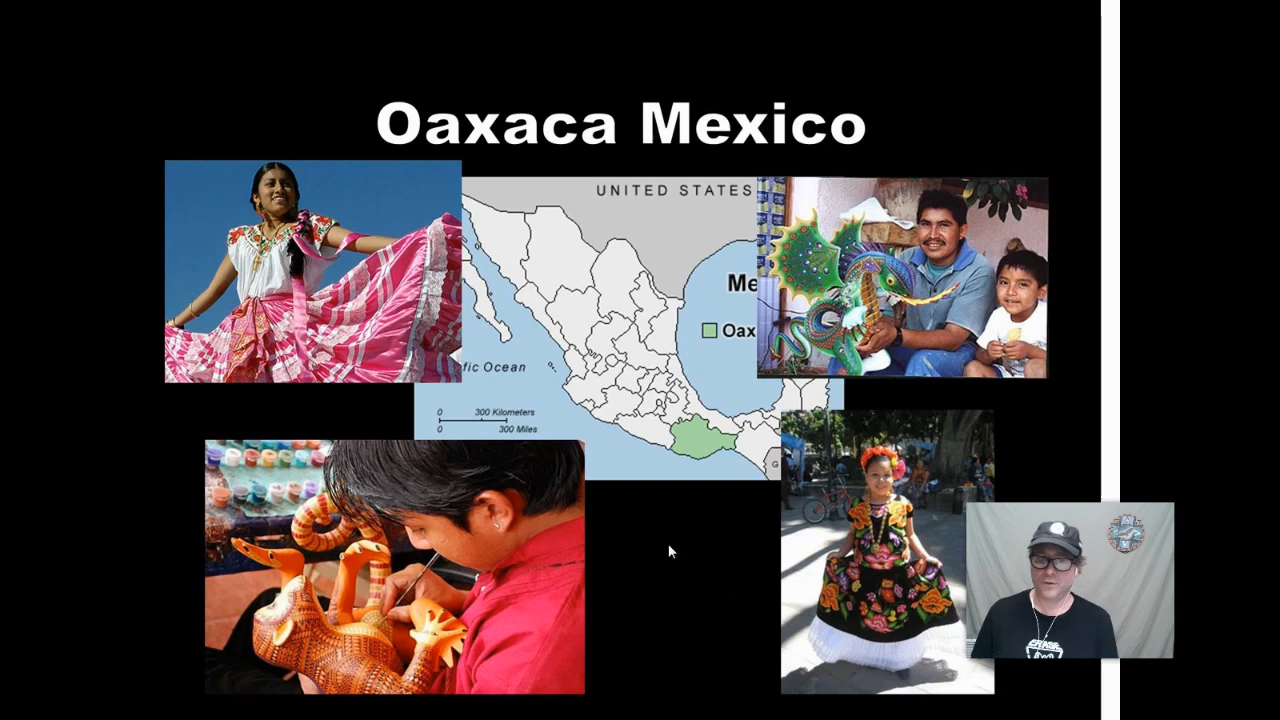 Oaxaca Mexico
UNITED STATES
Me
Oax
fic Ocean
0 300 Kilometers
0 300 Miles
G